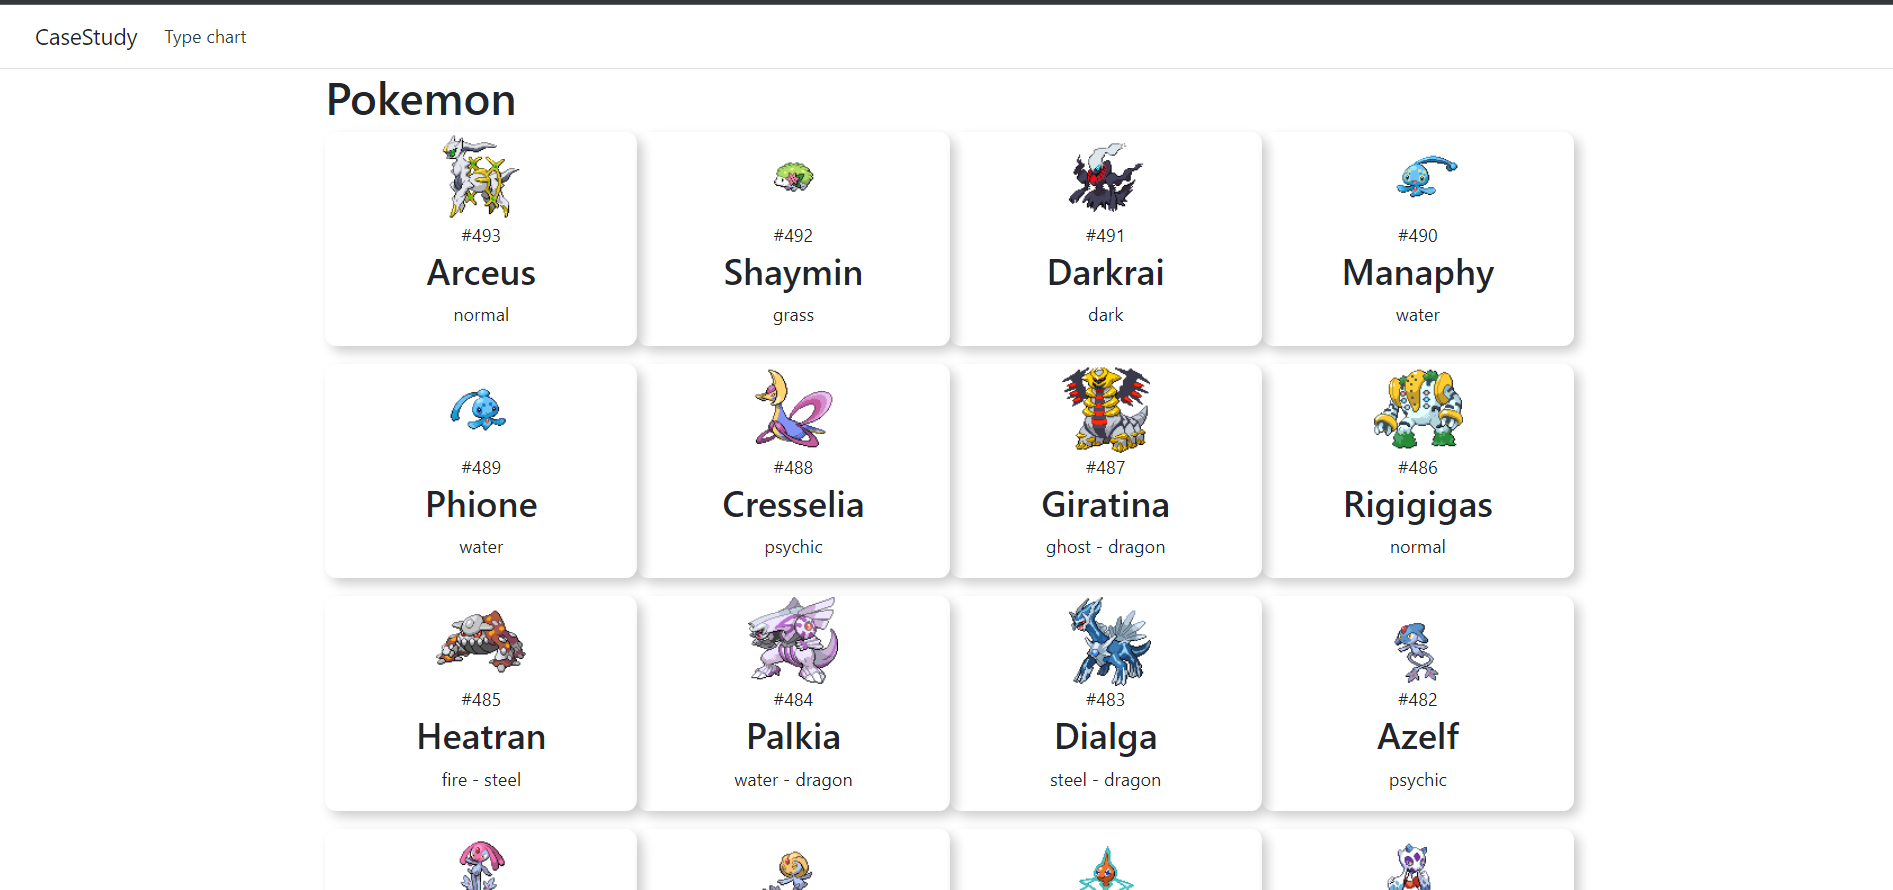 CaseStudy Type chart
Pokemon
#493
Arceus
normal
#492
Shaymin
grass
#491
Darkrai
dark
#490
Manaphy
water
#489
Phione
water
#488
Cresselia
psychic
#487
Giratina
ghost - dragon
#486
Rigigigas
normal
#485
Heatran
fire - steel
#484
Palkia
water - dragon
#483
Dialga
steel - dragon
#482
Azelf
psychic